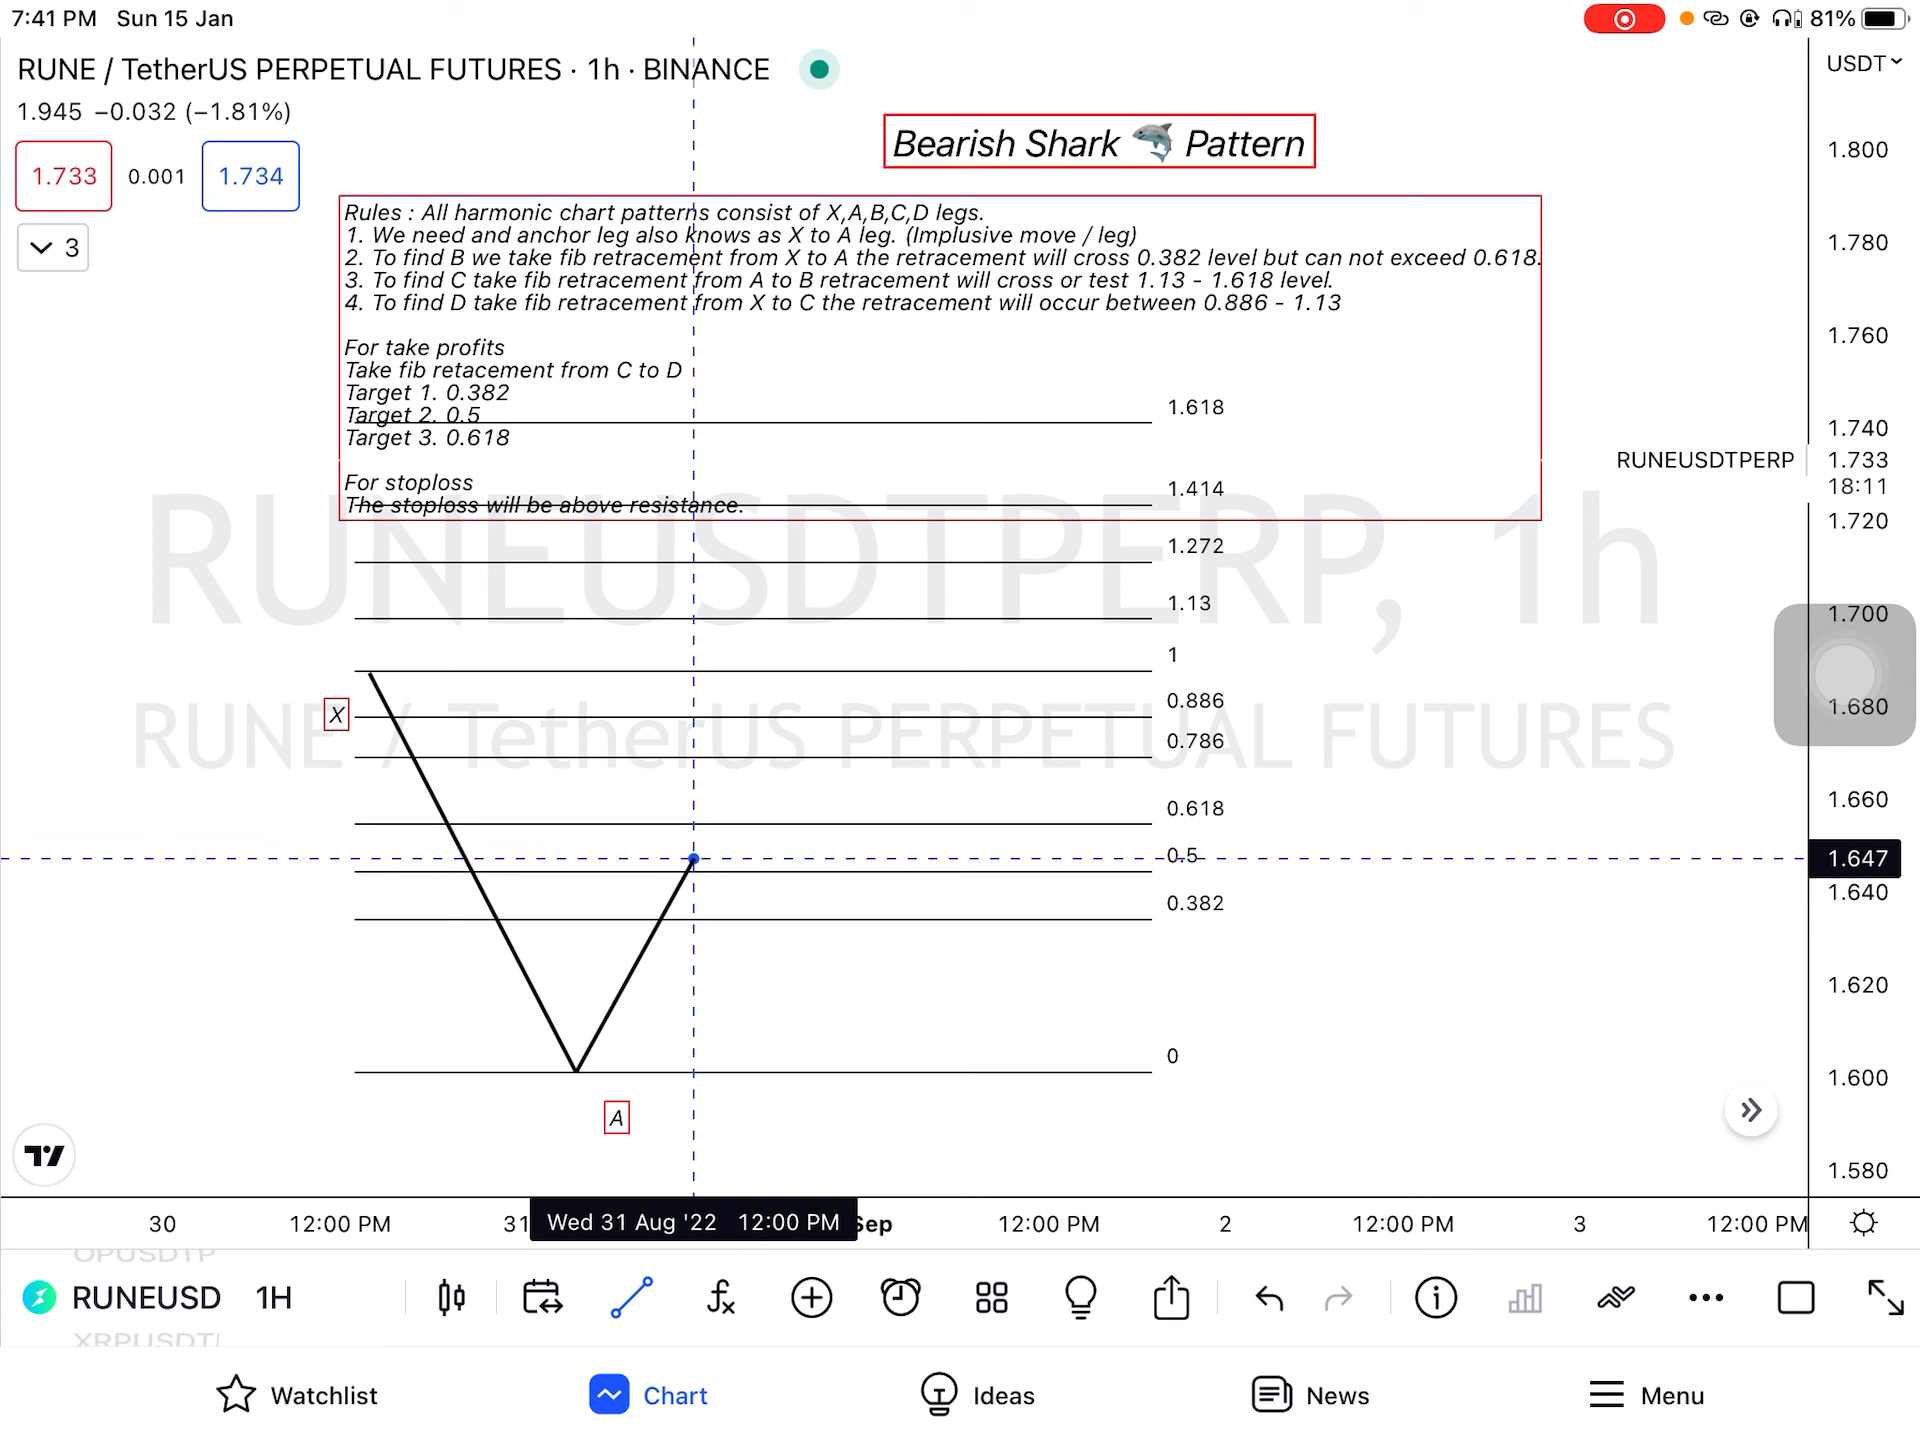 7:41 PM Sun 15 Jan
81%
RUNE / TetherUS PERPETUAL FUTURES · 1h · BINANCE
USDT
1.945 −0.032 (−1.81%)
1.733 0.001 1.734
3
Bearish Shark 🦈 Pattern
Rules : All harmonic chart patterns consist of X,A,B,C,D legs.
1. We need and anchor leg also knows as X to A leg. (Implusive move / leg)
2. To find B we take fib retracement from X to A the retracement will cross 0.382 level but can not exceed 0.618.
3. To find C take fib retracement from A to B retracement will cross or test 1.13 - 1.618 level.
4. To find D take fib retracement from X to C the retracement will occur between 0.886 - 1.13
For take profits
Take fib retacement from C to D
Target 1. 0.382
Target 2. 0.5
Target 3. 0.618
For stoploss
The stoploss will be above resistance.
1.618
1.414
1.272
1.13
1
0.886
0.786
0.618
0.5
0.382
0
X
A
RUNEUSDTPERP, 1h
RUNE / TetherUS PERPETUAL FUTURES
1.800
1.780
1.760
1.740
RUNEUSDTPERP 1.733
18:11
1.720
1.700
1.680
1.660
1.647
1.640
1.620
1.600
1.580
30 12:00 PM 31 Wed 31 Aug '22 12:00 PM Sep 12:00 PM 2 12:00 PM 3 12:00 PM
OPUSDTP
RUNEUSD 1H
XRPUSDT
Watchlist Chart Ideas News Menu